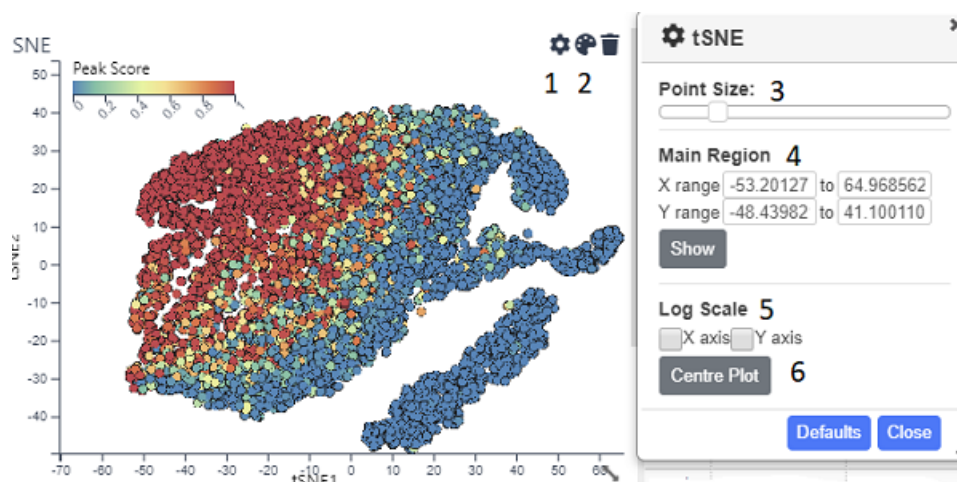 SNE
Peak Score
0 0.2 0.4 0.6 0.8 1
1 2
50
40
30
20
10
0
-10
-20
-30
-40
tSNE2
-70 -60 -50 -40 -30 -20 -10 0 10 20 30 40 50 60
tSNE1
tSNE
Point Size: 3
Main Region 4
X range -53.20127 to 64.968562
Y range -48.43982 to 41.100110
Show
Log Scale 5
X axis Y axis
Centre Plot 6
Defaults Close